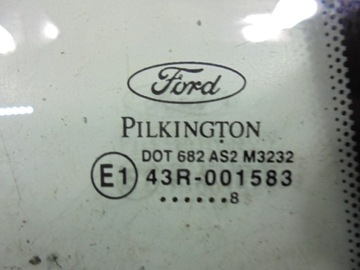 Ford
PILKINGTON
DOT 682 AS2 M3232
E1 43R-001583
......8